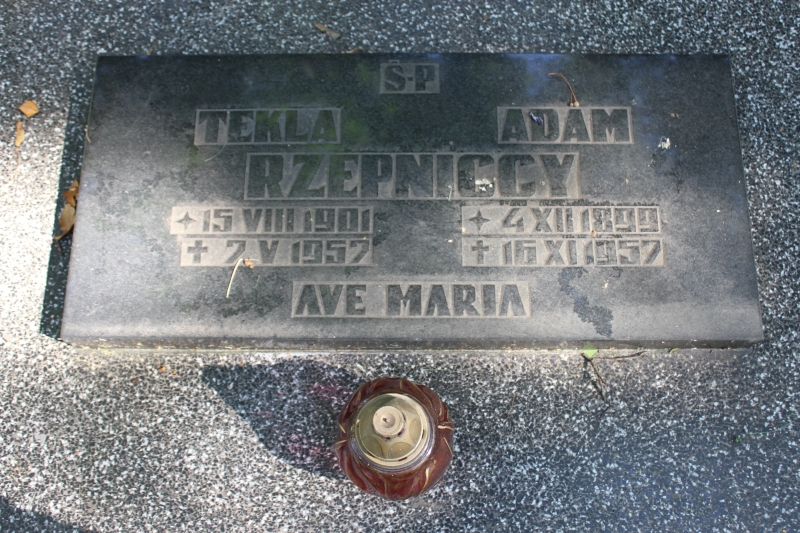 Ś-P
TEKLA ADAM
RZEPNICCY
15 VIII 1901 4 XII 1899
7 V 1957 16 XI 1957
AVE MARIA